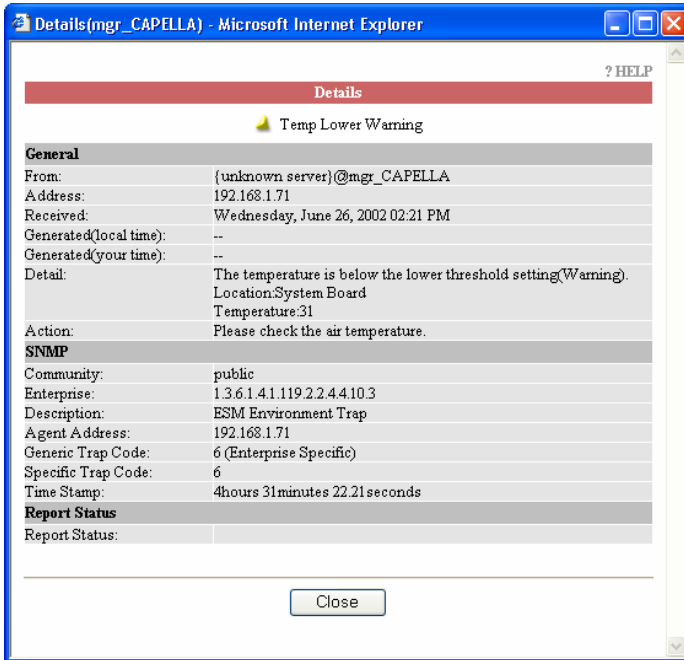 Details(mgr_CAPELLA) - Microsoft Internet Explorer
? HELP
Details
Temp Lower Warning
General
From: {unknown server}@mgr_CAPELLA
Address: 192.168.1.71
Received: Wednesday, June 26, 2002 02:21 PM
Generated(local time): --
Generated(your time): --
Detail: The temperature is below the lower threshold setting(Warning).
Location:System Board
Temperature:31
Action: Please check the air temperature.
SNMP
Community: public
Enterprise: 1.3.6.1.4.1.119.2.2.4.4.10.3
Description: ESM Environment Trap
Agent Address: 192.168.1.71
Generic Trap Code: 6 (Enterprise Specific)
Specific Trap Code: 6
Time Stamp: 4hours 31minutes 22.21seconds
Report Status
Report Status:
Close